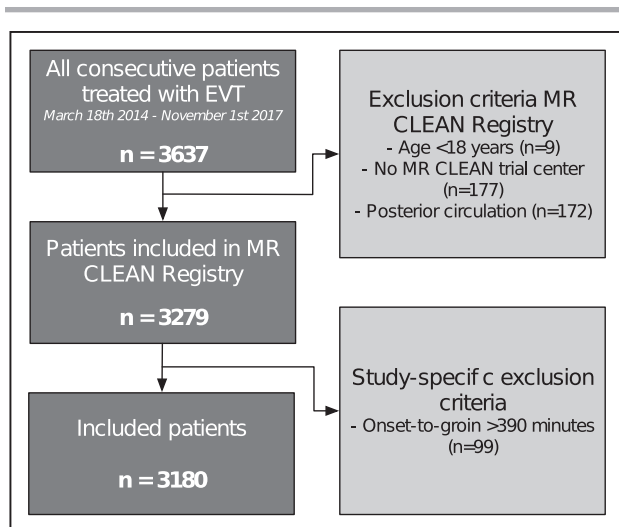 All consecutive patients
treated with EVT
March 18th 2014 - November 1st 2017
n = 3637
Exclusion criteria MR
CLEAN Registry
- Age <18 years (n=9)
- No MR CLEAN trial center
(n=177)
- Posterior circulation (n=172)
Patients included in MR
CLEAN Registry
n = 3279
Study-specif c exclusion
criteria
- Onset-to-groin >390 minutes
(n=99)
Included patients
n = 3180